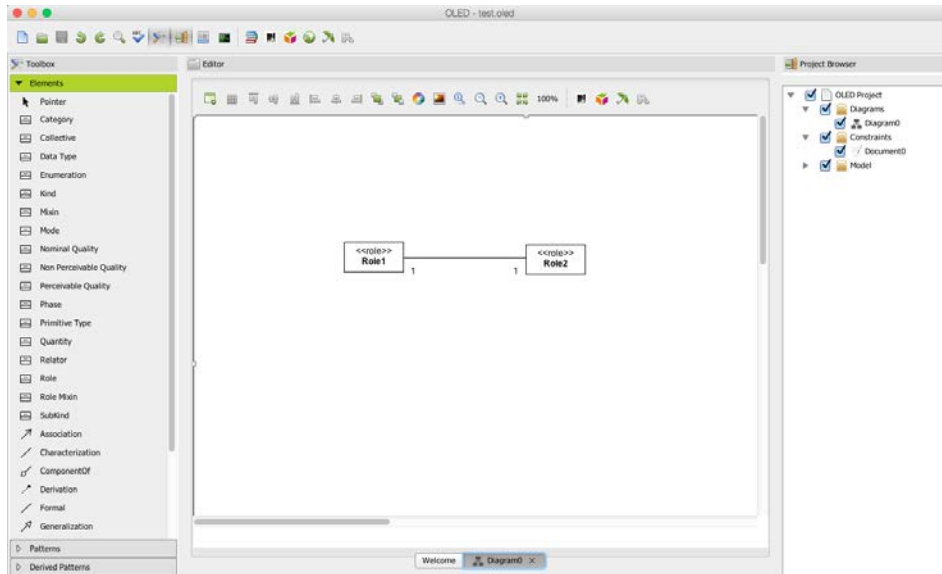 OLED - test.oled
Toolbox
Elements
Pointer
Category
Collective
Data Type
Enumeration
Kind
Mixin
Mode
Nominal Quality
Non Perceivable Quality
Perceivable Quality
Phase
Primitive Type
Quantity
Relator
Role
Role Mixin
SubKind
Association
Characterization
ComponentOf
Derivation
Formal
Generalization
Patterns
Derived Patterns
Editor
100%
<<role>>
Role1
1
1
<<role>>
Role2
Welcome
Diagram0
Project Browser
OLED Project
Diagrams
Diagram0
Constraints
Document0
Model